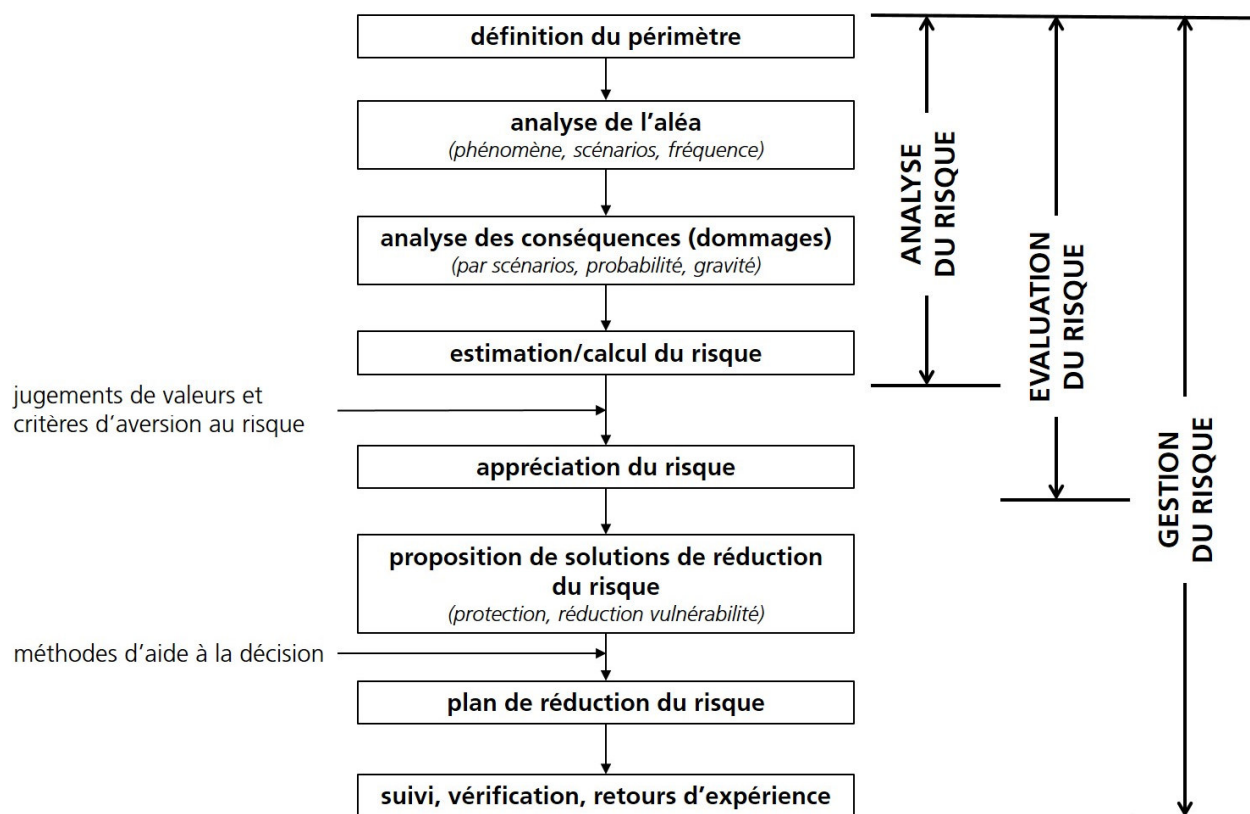 définition du périmètre
analyse de l'aléa
(phénomène, scénarios, fréquence)
analyse des conséquences (dommages)
(par scénarios, probabilité, gravité)
estimation/calcul du risque
jugements de valeurs et
critères d'aversion au risque
appréciation du risque
proposition de solutions de réduction
du risque
(protection, réduction vulnérabilité)
méthodes d'aide à la décision
plan de réduction du risque
suivi, vérification, retours d'expérience
ANALYSE
DU RISQUE
EVALUATION
DU RISQUE
GESTION
DU RISQUE